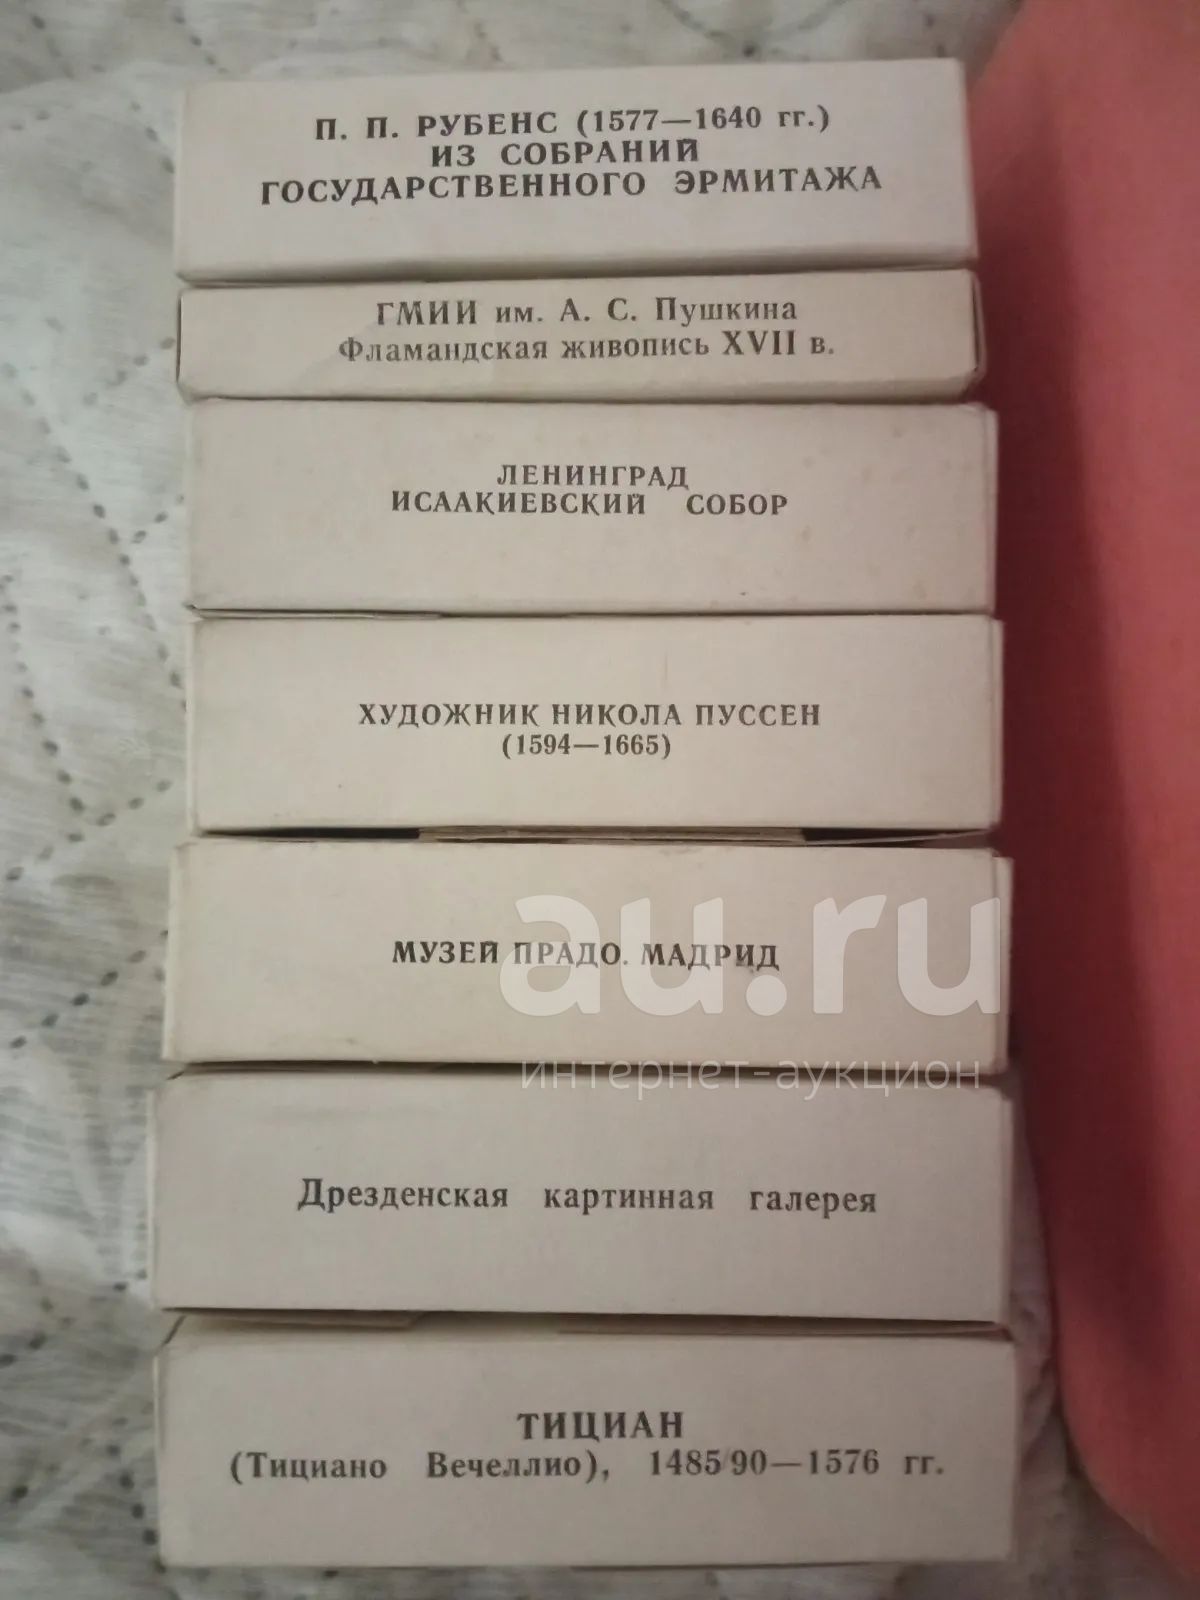 П. П. РУБЕНС (1577—1640 гг.)
ИЗ СОБРАНИЙ
ГОСУДАРСТВЕННОГО ЭРМИТАЖА
ГМИИ им. А. С. Пушкина
Фламандская живопись XVII в.
ЛЕНИНГРАД
ИСААКИЕВСКИЙ СОБОР
ХУДОЖНИК НИКОЛА ПУССЕН
(1594—1665)
МУЗЕЙ ПРАДО. МАДРИД
au.ru
интернет-аукцион
Дрезденская картинная галерея
ТИЦИАН
(Тициано Вечеллио), 1485/90—1576 гг.